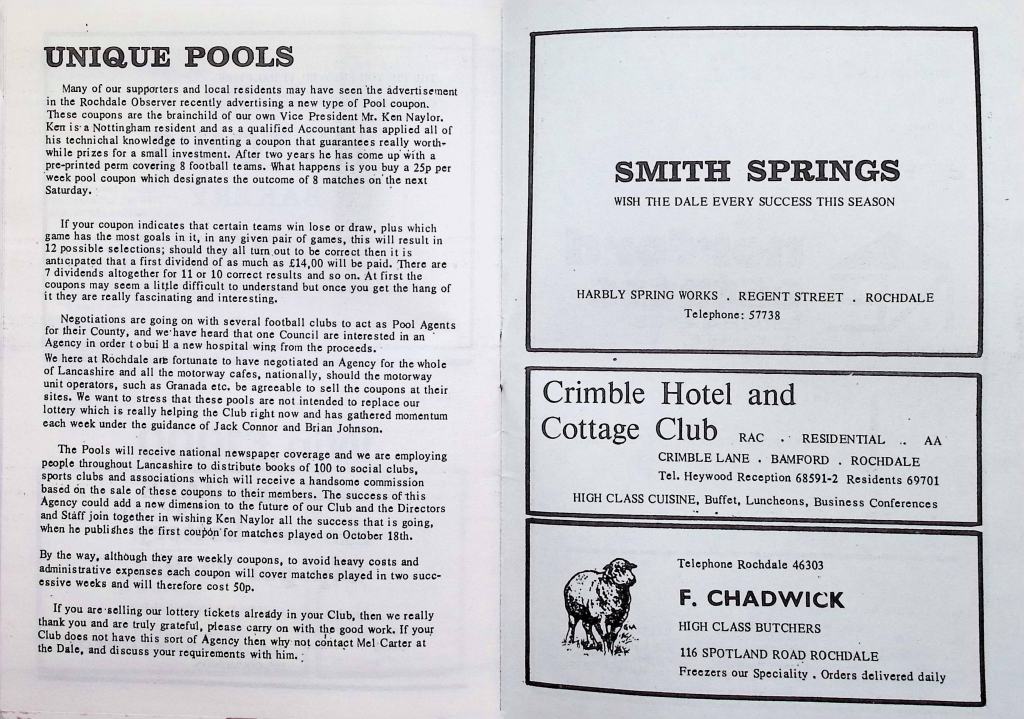 UNIQUE POOLS
Many of our supporters and local residents may have seen the advertisement
in the Rochdale Observer recently advertising a new type of Pool coupon.
These coupons are the brainchild of our own Vice President Mr. Ken Naylor.
Ken is a Nottingham resident and as a qualified Accountant has applied all of
his technichal knowledge to inventing a coupon that guarantees really worth-
while prizes for a small investment. After two years he has come up with a
pre-printed perm covering 8 football teams. What happens is you buy a 25p per
week pool coupon which designates the outcome of 8 matches on the next
Saturday.
If your coupon indicates that certain teams win lose or draw, plus which
game has the most goals in it, in any given pair of games, this will result in
12 possible selections; should they all turn out to be correct then it is
anticipated that a first dividend of as much as £14,00 will be paid. There are
7 dividends altogether for 11 or 10 correct results and so on. At first the
coupons may seem a little difficult to understand but once you get the hang of
it they are really fascinating and interesting.
Negotiations are going on with several football clubs to act as Pool Agents
for their County, and we have heard that one Council are interested in an
Agency in order t o bui ll a new hospital wing from the proceeds.
We here at Rochdale are fortunate to have negotiated an Agency for the whole
of Lancashire and all the motorway cafes, nationally, should the motorway
unit operators, such as Granada etc. be agreeable to sell the coupons at their
sites. We want to stress that these pools are not intended to replace our
lottery which is really helping the Club right now and has gathered momentum
each week under the guidance of Jack Connor and Brian Johnson.
The Pools will receive national newspaper coverage and we are employing
people throughout Lancashire to distribute books of 100 to social clubs,
sports clubs and associations which will receive a handsome commission
based on the sale of these coupons to their members. The success of this
Agency could add a new dimension to the future of our Club and the Directors
and Staff join together in wishing Ken Naylor all the success that is going,
when he publishes the first coupon for matches played on October 18th.
By the way, although they are weekly coupons, to avoid heavy costs and
administrative expenses each coupon will cover matches played in two succ-
essive weeks and will therefore cost 50p.
If you are selling our lottery tickets already in your Club, then we really
thank you and are truly grateful, please carry on with the good work. If your
Club does not have this sort of Agency then why not contact Mel Carter at
the Dale, and discuss your requirements with him.
SMITH SPRINGS
WISH THE DALE EVERY SUCCESS THIS SEASON
HARBLY SPRING WORKS . REGENT STREET . ROCHDALE
Telephone: 57738
Crimble Hotel and
Cottage Club RAC . RESIDENTIAL .. AA
CRIMBLE LANE . BAMFORD . ROCHDALE
Tel. Heywood Reception 68591-2 Residents 69701
HIGH CLASS CUISINE, Buffet, Luncheons, Business Conferences
Telephone Rochdale 46303
F. CHADWICK
HIGH CLASS BUTCHERS
116 SPOTLAND ROAD ROCHDALE
Freezers our Speciality . Orders delivered daily